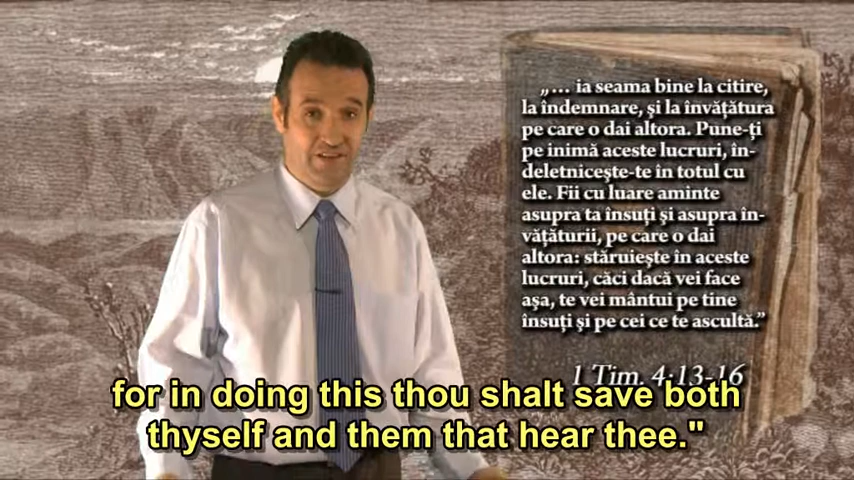 „… ia seama bine la citire,
la îndemnare, şi la învăţătura
pe care o dai altora. Pune-ţi
pe inimă aceste lucruri, în-
deletniceşte-te în totul cu
ele. Fii cu luare aminte
asupra ta însuţi şi asupra în-
văţăturii, pe care o dai
altora: stăruieşte în aceste
lucruri, căci dacă vei face
aşa, te vei mântui pe tine
însuţi şi pe cei ce te ascultă.”
1 Tim. 4:13-16
for in doing this thou shalt save both
thyself and them that hear thee."